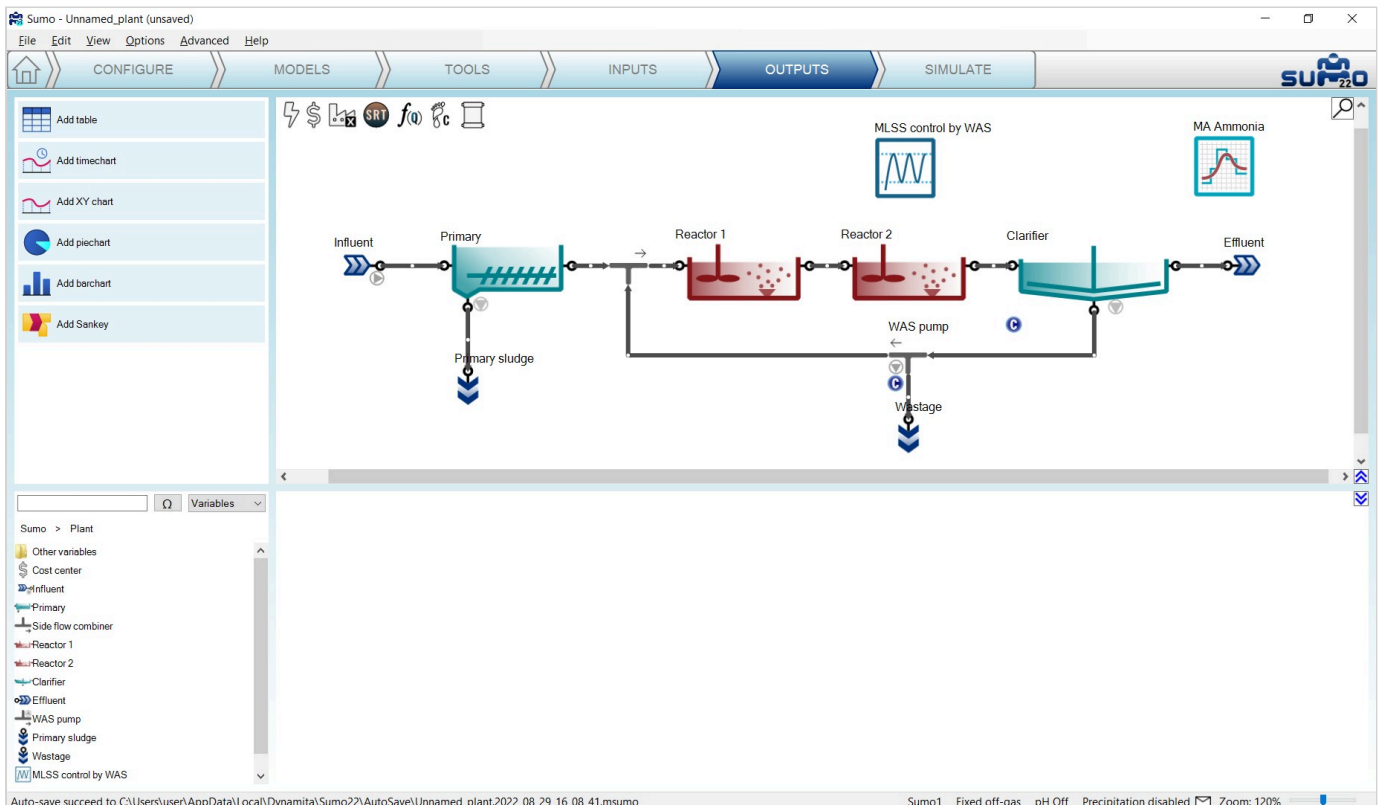 Sumo - Unnamed_plant (unsaved)
File Edit View Options Advanced Help
CONFIGURE MODELS TOOLS INPUTS OUTPUTS SIMULATE
SUMO 22
Add table
Add timechart
Add XY chart
Add piechart
Add barchart
Add Sankey
$ X SRT f(Q) C
MLSS control by WAS
MA Ammonia
Influent
Primary
Reactor 1
Reactor 2
Clarifier
Effluent
WAS pump
C
C
Primary sludge
Wastage
Ω Variables
Sumo > Plant
Other variables
Cost center
Influent
Primary
Side flow combiner
Reactor 1
Reactor 2
Clarifier
Effluent
WAS pump
Primary sludge
Wastage
MLSS control by WAS
Auto-save succeed to C:\Users\user\AppData\Local\Dynamita\Sumo22\AutoSave\Unnamed_plant.2022_08_29_16_08_41.msumo
Sumo1 Fixed off-gas pH Off Precipitation disabled Zoom: 120%